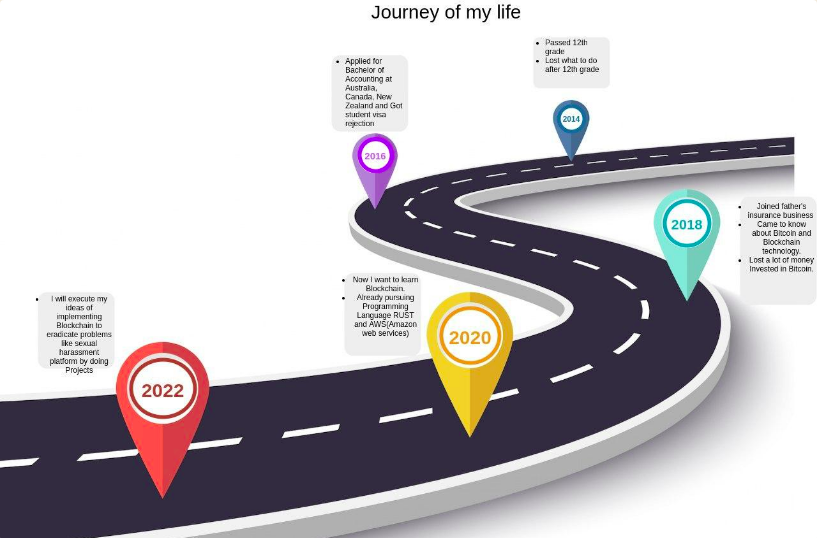 Journey of my life
• Passed 12th
grade
• Lost what to do
after 12th grade
2014
• Applied for
Bachelor of
Accounting at
Australia,
Canada, New
Zealand and Got
student visa
rejection
2016
• Joined father's
insurance business
• Came to know
about Bitcoin and
Blockchain
technology.
• Lost a lot of money
Invested in Bitcoin.
2018
• Now I want to learn
Blockchain.
• Already pursuing
Programming
Language RUST
and AWS(Amazon
web services)
2020
• I will execute my
ideas of
implementing
Blockchain to
eradicate problems
like sexual
harassment
platform by doing
Projects
2022